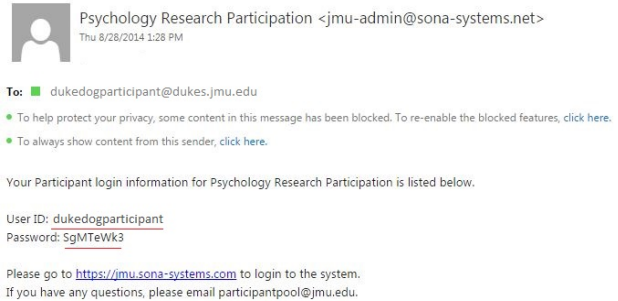 Psychology Research Participation <jmu-admin@sona-systems.net>
Thu 8/28/2014 1:28 PM
To: dukedogparticipant@dukes.jmu.edu
To help protect your privacy, some content in this message has been blocked. To re-enable the blocked features, click here.
To always show content from this sender, click here.
Your Participant login information for Psychology Research Participation is listed below.
User ID: dukedogparticipant
Password: SgMTeWk3
Please go to https://jmu.sona-systems.com to login to the system.
If you have any questions, please email participantpool@jmu.edu.